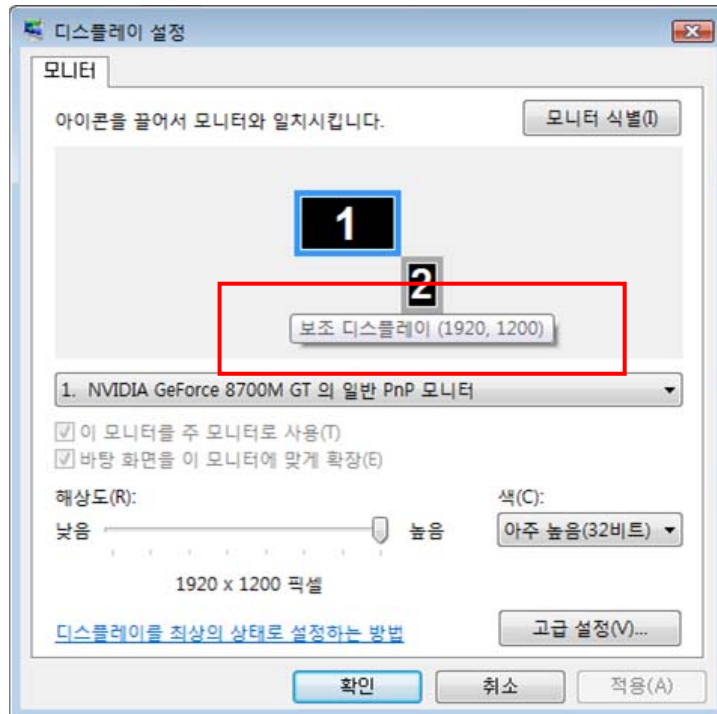 디스플레이 설정
모니터
아이콘을 끌어서 모니터와 일치시킵니다.
모니터 식별(I)
1
2
보조 디스플레이 (1920, 1200)
1. NVIDIA GeForce 8700M GT 의 일반 PnP 모니터
이 모니터를 주 모니터로 사용(T)
바탕 화면을 이 모니터에 맞게 확장(E)
해상도(R):
색(C):
낮음
높음
아주 높음(32비트)
1920 x 1200 픽셀
디스플레이를 최상의 상태로 설정하는 방법
고급 설정(V)...
확인
취소
적용(A)